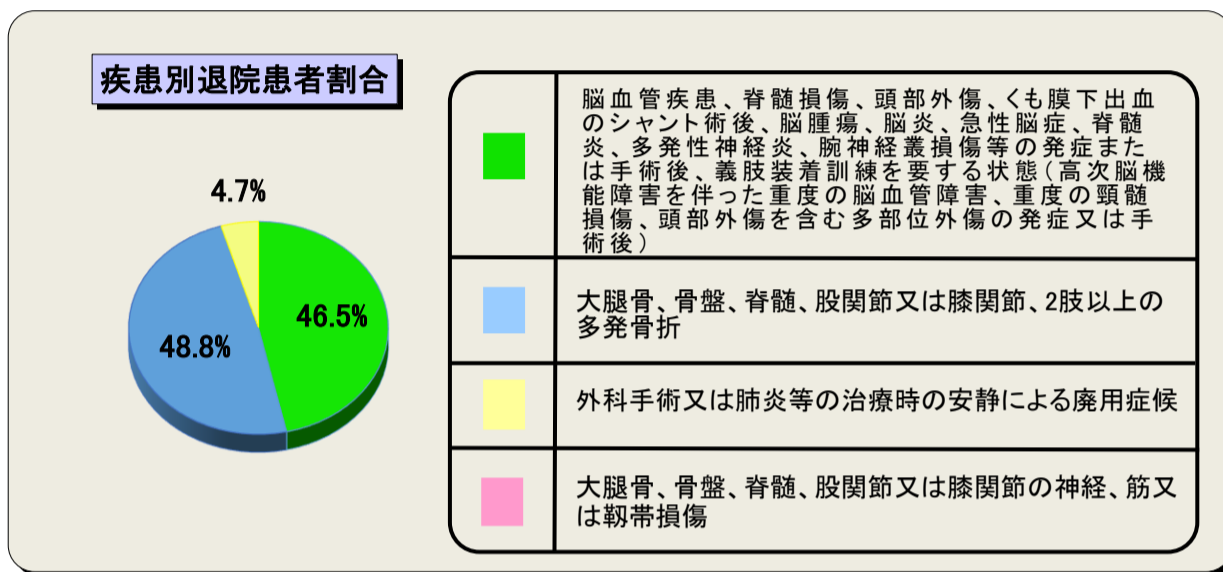 疾患別退院患者割合
4.7%
46.5%
48.8%
脳血管疾患、脊髄損傷、頭部外傷、くも膜下出血
のシャント術後、脳腫瘍、脳炎、急性脳症、脊髄
炎、多発性神経炎、腕神経叢損傷等の発症また
は手術後、義肢装着訓練を要する状態（高次脳機
能障害を伴った重度の脳血管障害、重度の頸髄
損傷、頭部外傷を含む多部位外傷の発症又は手
術後）
大腿骨、骨盤、脊髄、股関節又は膝関節、2肢以上の
多発骨折
外科手術又は肺炎等の治療時の安静による廃用症候
大腿骨、骨盤、脊髄、股関節又は膝関節の神経、筋又
は靱帯損傷